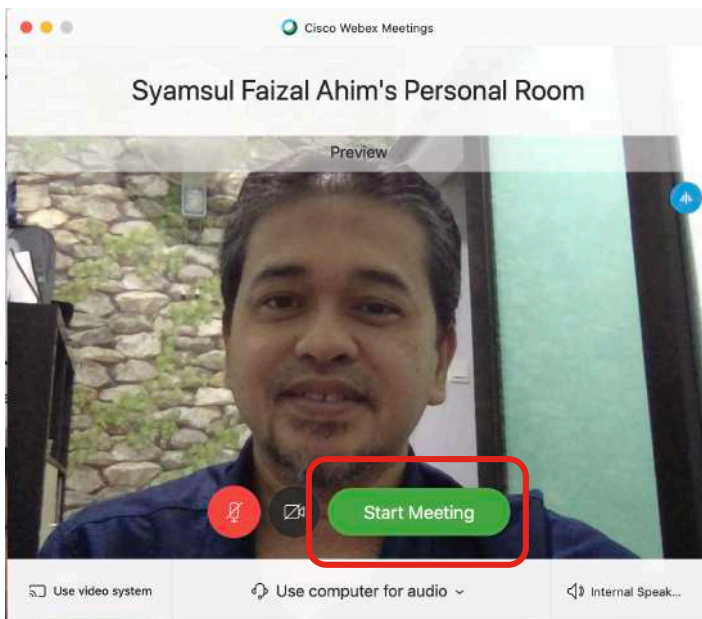 Cisco Webex Meetings
Syamsul Faizal Ahim's Personal Room
Preview
Start Meeting
Use video system
Use computer for audio
Internal Speak...